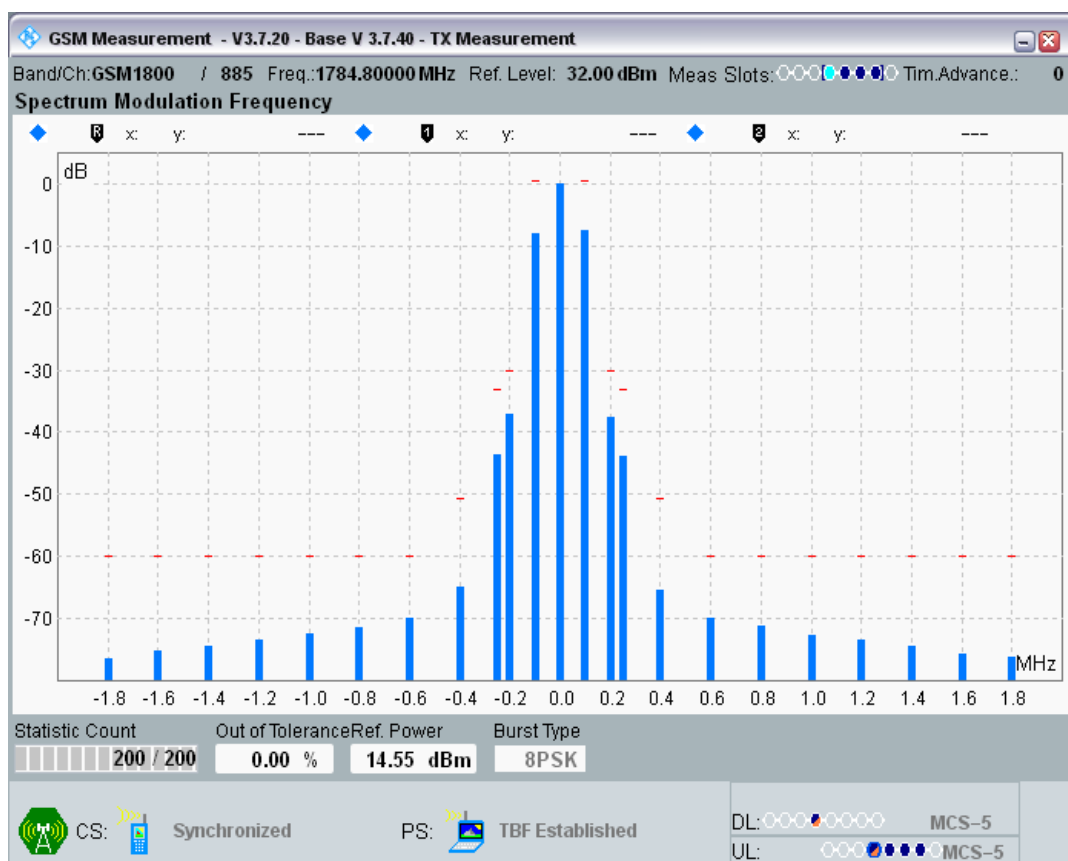 GSM Measurement - V3.7.20 - Base V 3.7.40 - TX Measurement
Band/Ch:GSM1800 / 885 Freq.:1784.80000MHz Ref. Level: 32.00dBm Meas Slots: Tim.Advance.: 0
Spectrum Modulation Frequency
R x: y: --- 1 x: y: --- 2 x: y: ---
dB
0
-10
-20
-30
-40
-50
-60
-70
MHz
-1.8 -1.6 -1.4 -1.2 -1.0 -0.8 -0.6 -0.4 -0.2 0.0 0.2 0.4 0.6 0.8 1.0 1.2 1.4 1.6 1.8
Statistic Count Out of Tolerance Ref. Power Burst Type
200 / 200 0.00 % 14.55 dBm 8PSK
CS: Synchronized PS: TBF Established DL: MCS-5
UL: MCS-5